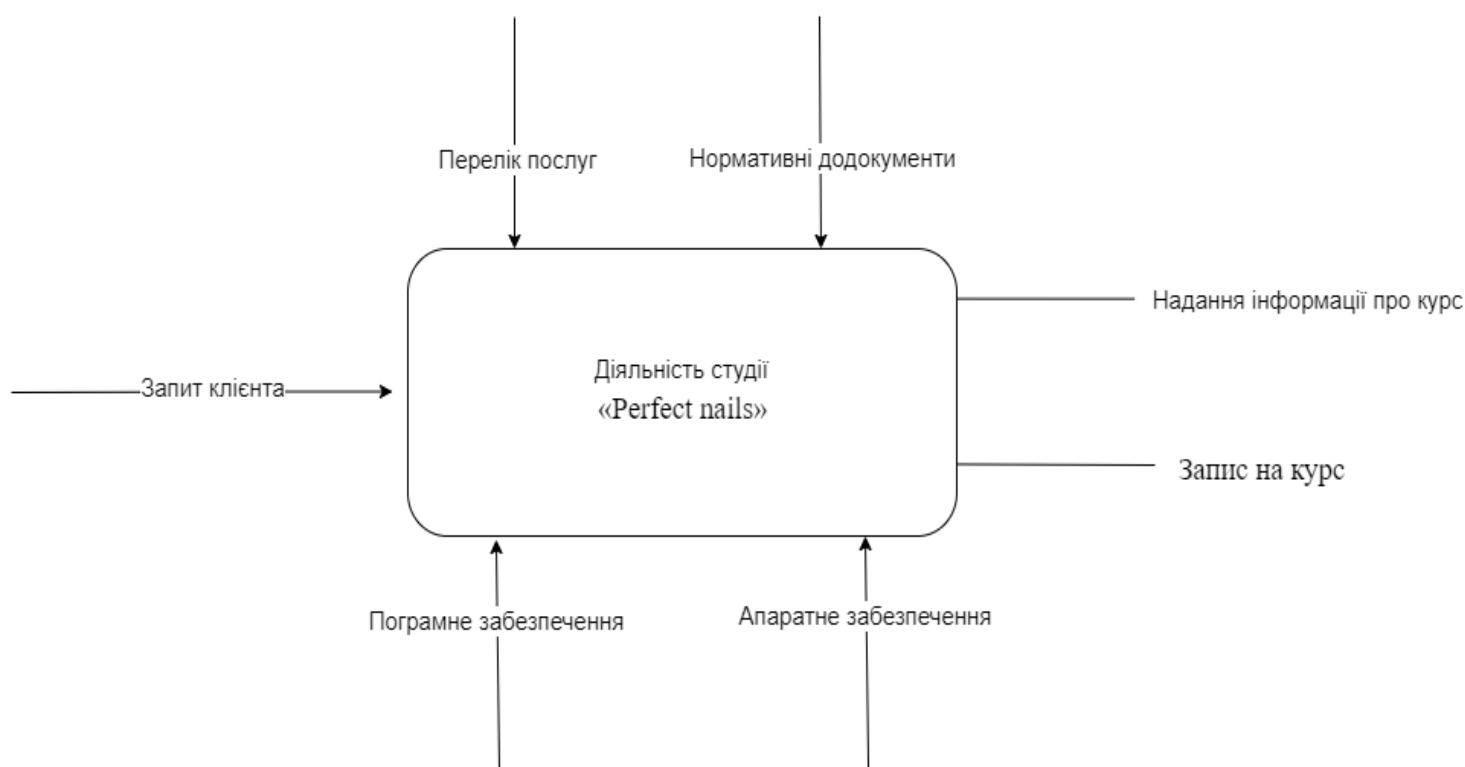 Перелік послуг
Нормативні додокументи
Надання інформації про курс
Діяльність студії
«Perfect nails»
Запит клієнта
Запис на курс
Пограмне забезпечення
Апаратне забезпечення